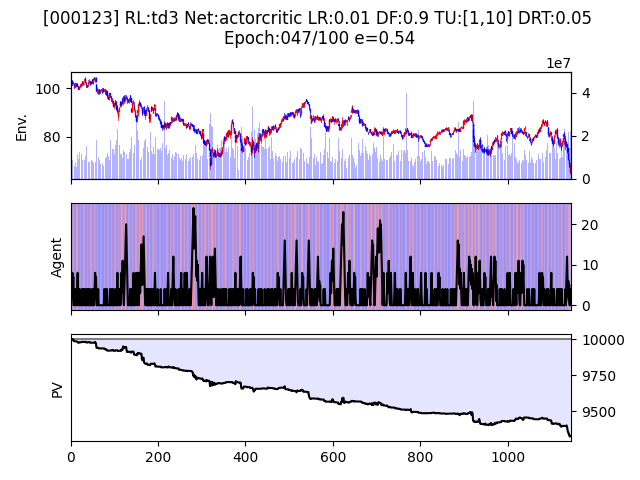 [000123] RL:td3 Net:actorcritic LR:0.01 DF:0.9 TU:[1,10] DRT:0.05
Epoch:047/100 e=0.54
1e7
100
80
Env.
4
2
0
Agent
20
10
0
PV
10000
9750
9500
0
200
400
600
800
1000